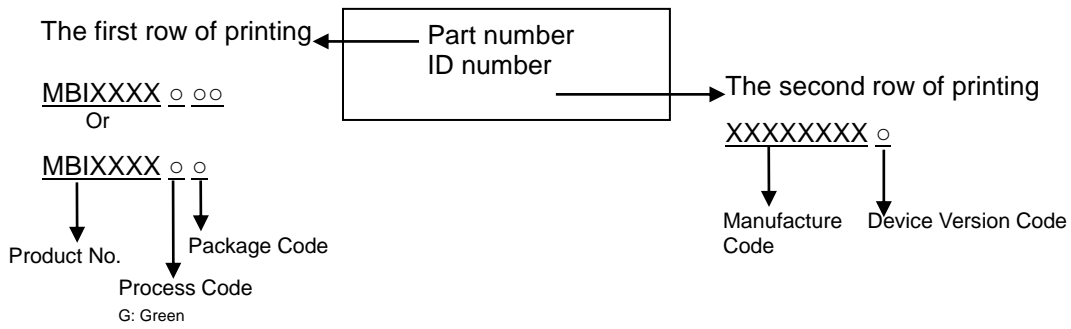 The first row of printing
Part number
ID number
MBIXXXX ○ ○○
Or
MBIXXXX ○ ○
Product No.
Process Code
G: Green
Package Code
The second row of printing
XXXXXXXX ○
Manufacture
Code
Device Version Code